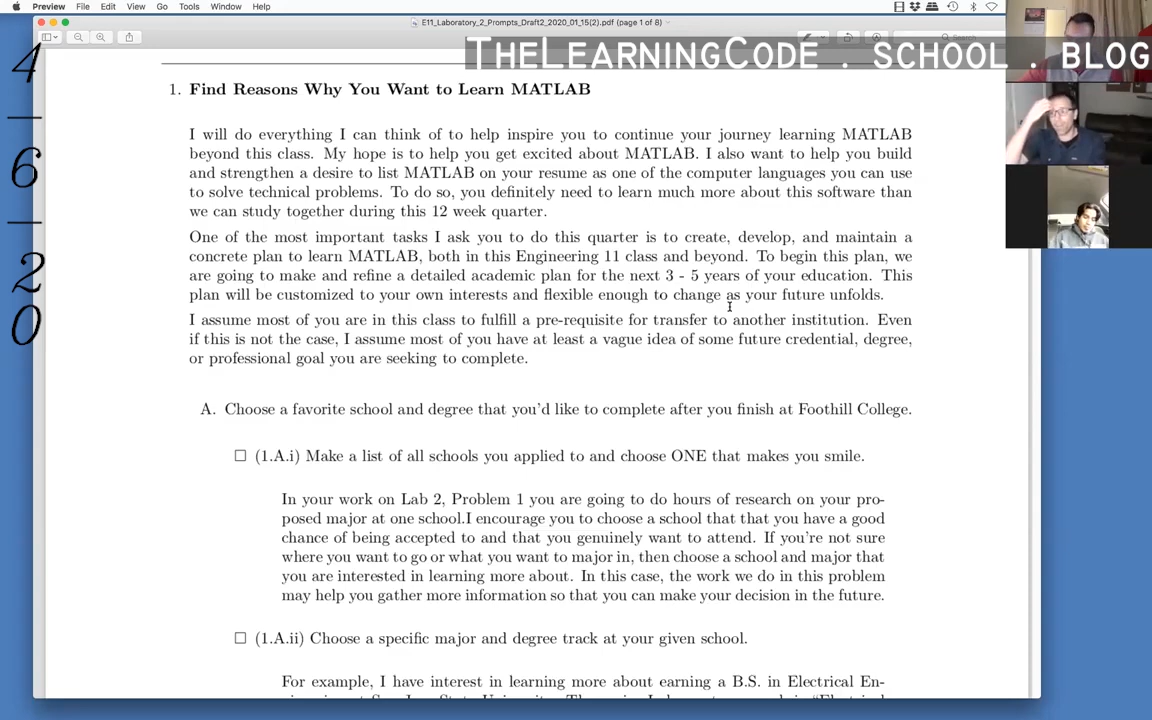 Preview File Edit View Go Tools Window Help
E11_Laboratory_2_Prompts_Draft2_2020_01_15(2).pdf (page 1 of 8)
Search
TheLearningCode . school . blog
4
6
20
1. Find Reasons Why You Want to Learn MATLAB
I will do everything I can think of to help inspire you to continue your journey learning MATLAB
beyond this class. My hope is to help you get excited about MATLAB. I also want to help you build
and strengthen a desire to list MATLAB on your resume as one of the computer languages you can use
to solve technical problems. To do so, you definitely need to learn much more about this software than
we can study together during this 12 week quarter.
One of the most important tasks I ask you to do this quarter is to create, develop, and maintain a
concrete plan to learn MATLAB, both in this Engineering 11 class and beyond. To begin this plan, we
are going to make and refine a detailed academic plan for the next 3 - 5 years of your education. This
plan will be customized to your own interests and flexible enough to change as your future unfolds.
I assume most of you are in this class to fulfill a pre-requisite for transfer to another institution. Even
if this is not the case, I assume most of you have at least a vague idea of some future credential, degree,
or professional goal you are seeking to complete.
A. Choose a favorite school and degree that you'd like to complete after you finish at Foothill College.
(1.A.i) Make a list of all schools you applied to and choose ONE that makes you smile.
In your work on Lab 2, Problem 1 you are going to do hours of research on your pro-
posed major at one school.I encourage you to choose a school that that you have a good
chance of being accepted to and that you genuinely want to attend. If you're not sure
where you want to go or what you want to major in, then choose a school and major that
you are interested in learning more about. In this case, the work we do in this problem
may help you gather more information so that you can make your decision in the future.
(1.A.ii) Choose a specific major and degree track at your given school.
For example, I have interest in learning more about earning a B.S. in Electrical En-